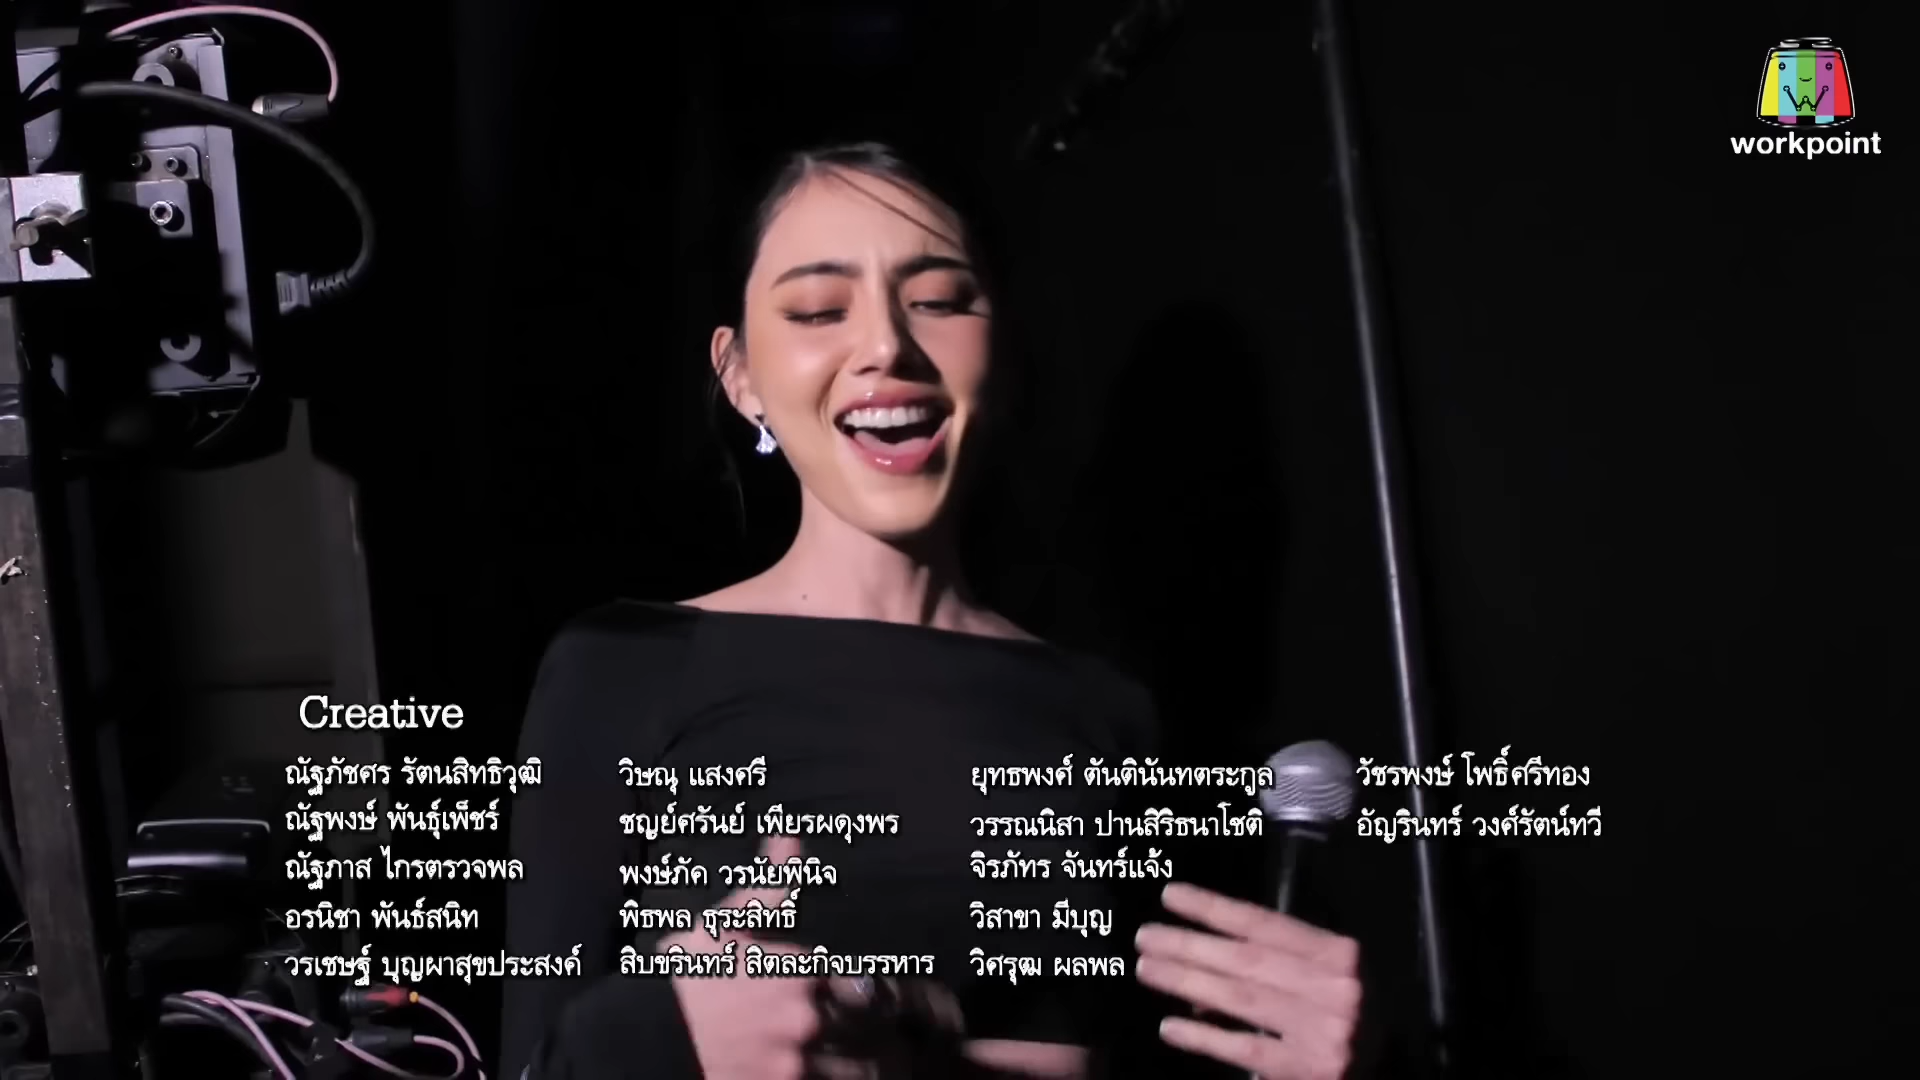 workpoint
Creative
ณัฐภัชศร รัตนสิทธิวุฒิ
ณัฐพงษ์ พันธุ์เพ็ชร์
ณัฐภาส ไกรตรวจพล
อรนิชา พันธ์สนิท
วรเชษฐ์ บุญผาสุขประสงค์
วิษณุ แสงศรี
ชญย์ศรันย์ เพียรผดุงพร
พงษ์ภัค วรนัยพินิจ
พิธพล ธุระสิทธิ์
สิบขรินทร์ สิตละกิจบรรหาร
ยุทธพงศ์ ตันตินันทตระกูล
วรรณนิสา ปานสิริธนาโชติ
จิรภัทร จันทร์แจ้ง
วิสาขา มีบุญ
วิศรุฒ ผลพล
วัชรพงษ์ โพธิ์ศรีทอง
อัญรินทร์ วงศ์รัตน์ทวี